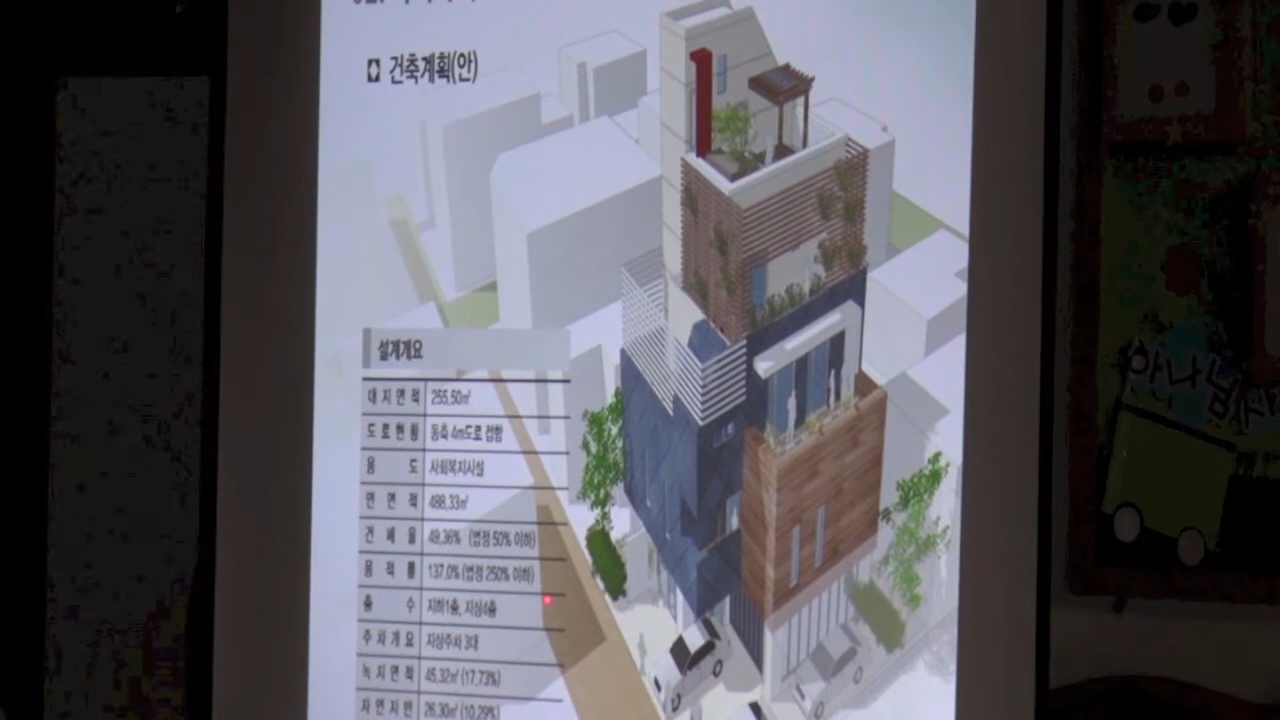 건축계획(안)
설계개요
대지면적 255.50㎡
도로현황 동측 4m도로 접함
용 도 사회복지시설
연면적 488.33㎡
건폐율 49.36% (법정 50% 이하)
용적률 137.0% (법정 250% 이하)
층 수 지하1층, 지상4층
주차개요 지상주차 3대
녹지면적 45.32㎡ (17.73%)
자연지반 26.30㎡ (10.29%)